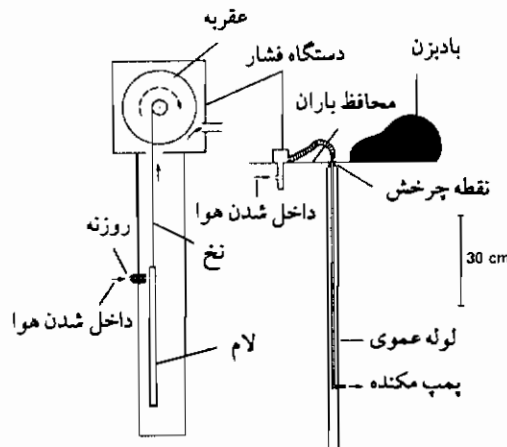 عقربه
دستگاه فشار
بادبزن
محافظ باران
داخل شدن هوا
نقطه چرخش
روزنه
نخ
30 cm
داخل شدن هوا
لام
لوله عموی
پمپ مکنده